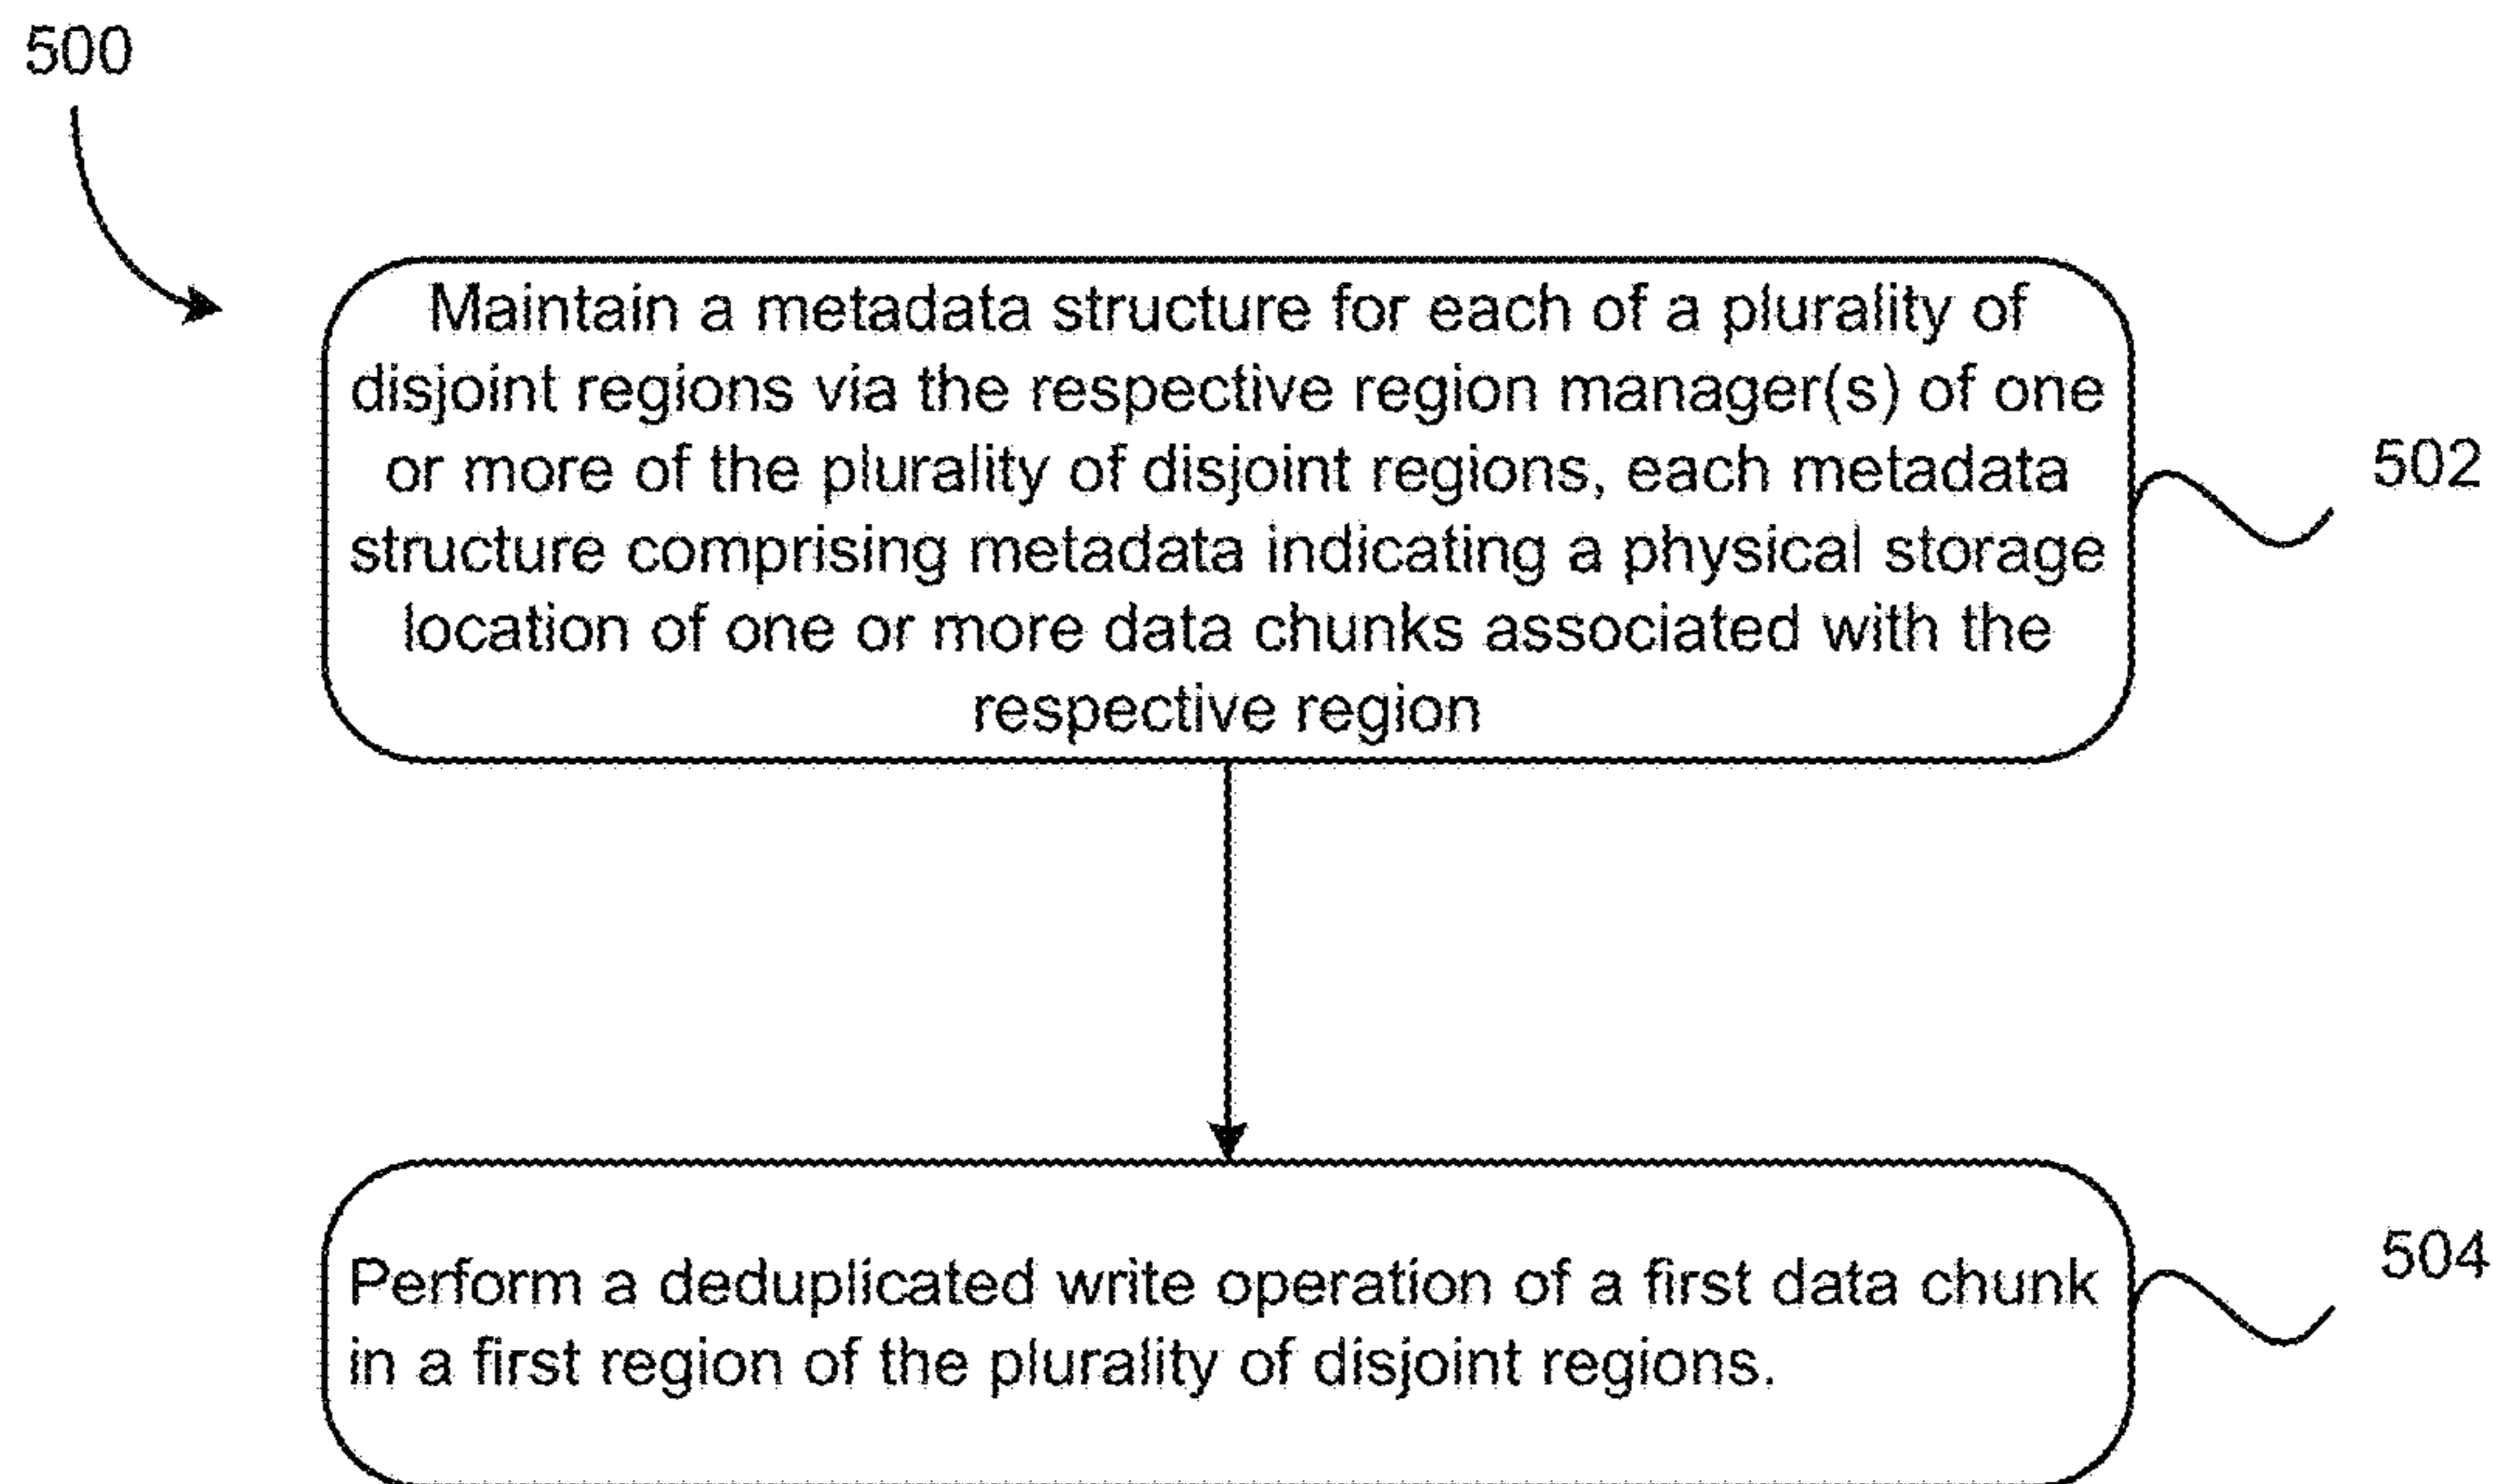 500
Maintain a metadata structure for each of a plurality of
disjoint regions via the respective region manager(s) of one
or more of the plurality of disjoint regions, each metadata
structure comprising metadata indicating a physical storage
location of one or more data chunks associated with the
respective region
502
Perform a deduplicated write operation of a first data chunk
in a first region of the plurality of disjoint regions.
504